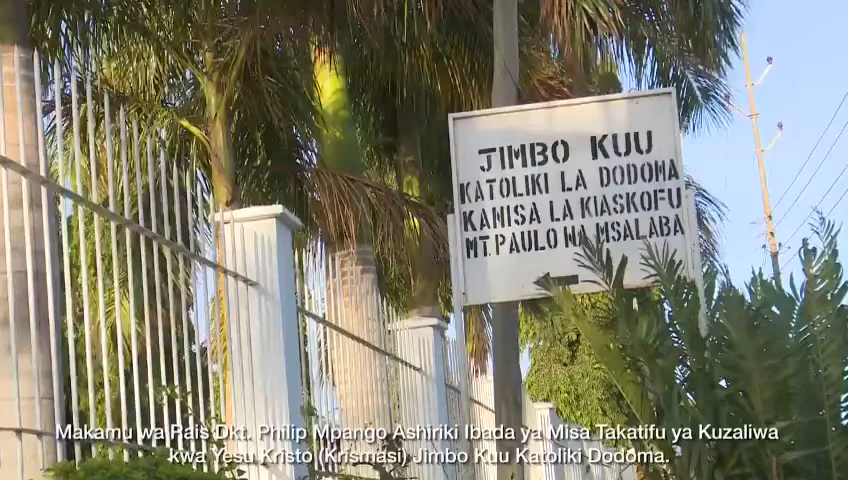 JIMBO KUU
KATOLIKI LA DODOMA
KANISA LA KIASKOFU
MT. PAULO WA MSALABA
Makamu wa Rais Dkt. Philip Mpango Ashiriki Ibada ya Misa Takatifu ya Kuzaliwa
kwa Yesu Kristo (Krismasi) Jimbo Kuu Katoliki Dodoma.